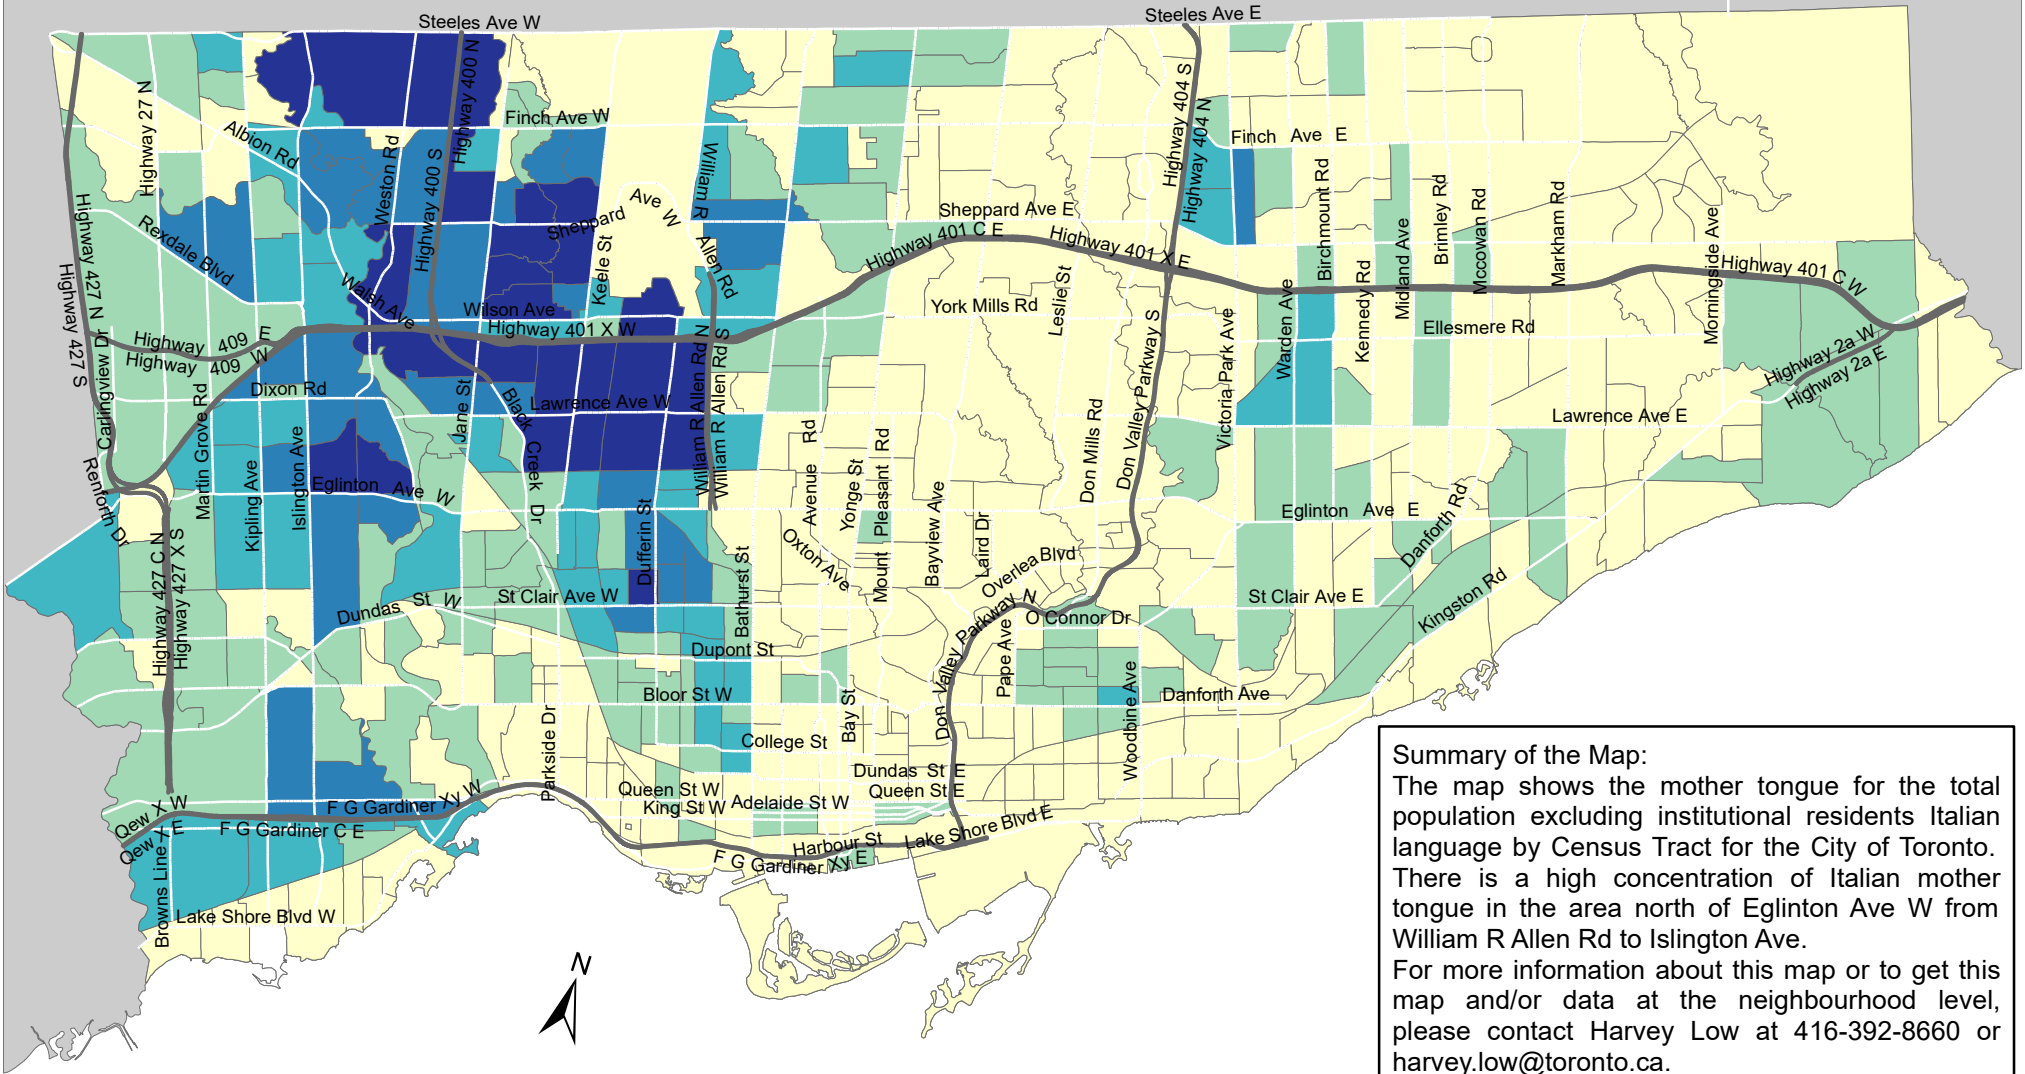 Steeles Ave W
Steeles Ave E
Highway 400 N
Highway 404 S
Highway 404 N
Highway 27 N
Finch Ave W
Finch Ave E
Albion Rd
Weston Rd
Highway 400 S
William R
Allen Rd
Birchmount Rd
Midland Ave
Brimley Rd
Mccowan Rd
Markham Rd
Morningside Ave
Highway 427 N
Highway 427 S
Rexdale Blvd
Sheppard Ave W
Keele St
Sheppard Ave E
Highway 401 C E
Highway 401 X E
Highway 401 C W
Walsh Ave
Wilson Ave
Highway 401 X W
York Mills Rd
Leslie St
Warden Ave
Kennedy Rd
Ellesmere Rd
Highway 2a W
Highway 2a E
Highway 409 E
Highway 409 W
Carlingview Dr
Martin Grove Rd
Dixon Rd
Jane St
Black Creek Dr
Lawrence Ave W
William R Allen Rd N
William R Allen Rd S
Don Valley Parkway S
Victoria Park Ave
Lawrence Ave E
Renforth Dr
Kipling Ave
Islington Ave
Eglinton Ave W
Dufferin St
Avenue Rd
Yonge St
Mount Pleasant Rd
Bayview Ave
Laird Dr
Don Mills Rd
Eglinton Ave E
Danforth Rd
Highway 427 C N
Highway 427 X S
Oxton Ave
Overlea Blvd
Dundas St W
St Clair Ave W
Bathurst St
St Clair Ave E
Kingston Rd
O Connor Dr
Don Valley Parkway N
Pape Ave
Dupont St
Bloor St W
Bay St
Woodbine Ave
Danforth Ave
Parkside Dr
College St
Dundas St E
Queen St E
Queen St W
King St W
Adelaide St W
Qew X W
Qew X E
F G Gardiner Xy W
F G Gardiner C E
Harbour St
Lake Shore Blvd E
F G Gardiner Xy E
Browns Line
Lake Shore Blvd W
N
Summary of the Map:
The map shows the mother tongue for the total
population excluding institutional residents Italian
language by Census Tract for the City of Toronto.
There is a high concentration of Italian mother
tongue in the area north of Eglinton Ave W from
William R Allen Rd to Islington Ave.
For more information about this map or to get this
map and/or data at the neighbourhood level,
please contact Harvey Low at 416-392-8660 or
harvey.low@toronto.ca.